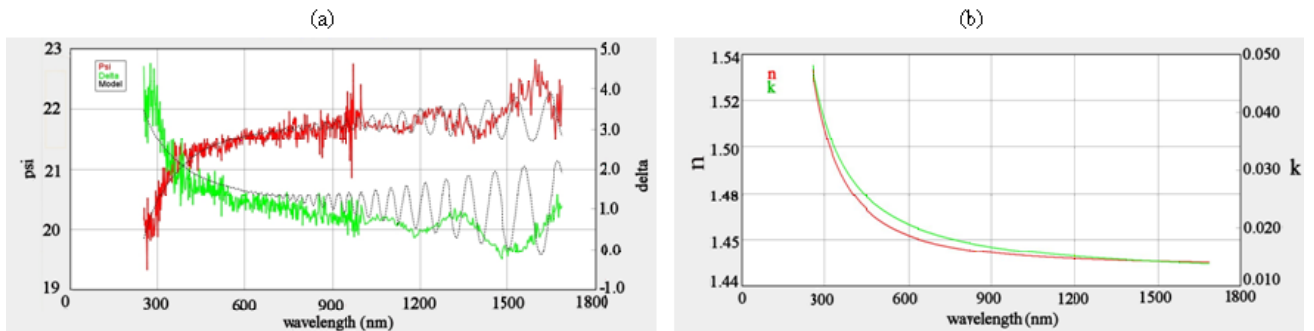 (a)
(b)
23
22
21
20
19
psi
5.0
4.0
3.0
2.0
1.0
0.0
-1.0
delta
Psi
Delta
Model
0 300 600 900 1200 1500 1800
wavelength (nm)
1.54
1.52
1.50
1.48
1.45
1.44
n
0.050
0.040
0.030
0.020
0.010
k
n
k
0 300 600 900 1200 1500 1800
wavelength (nm)